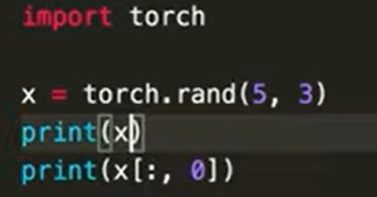 import torch
x = torch.rand(5, 3)
print(x)
print(x[:, 0])